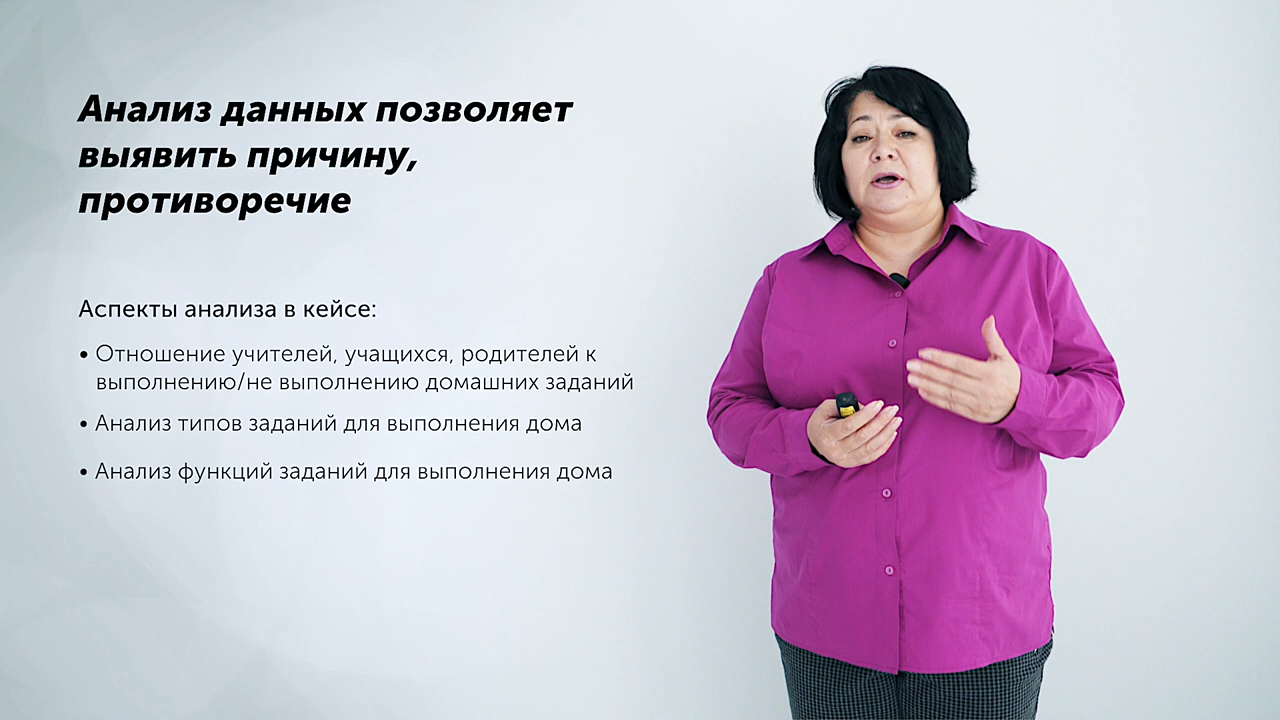 Анализ данных позволяет
выявить причину,
противоречие
Аспекты анализа в кейсе:
• Отношение учителей, учащихся, родителей к
выполнению/не выполнению домашних заданий
• Анализ типов заданий для выполнения дома
• Анализ функций заданий для выполнения дома